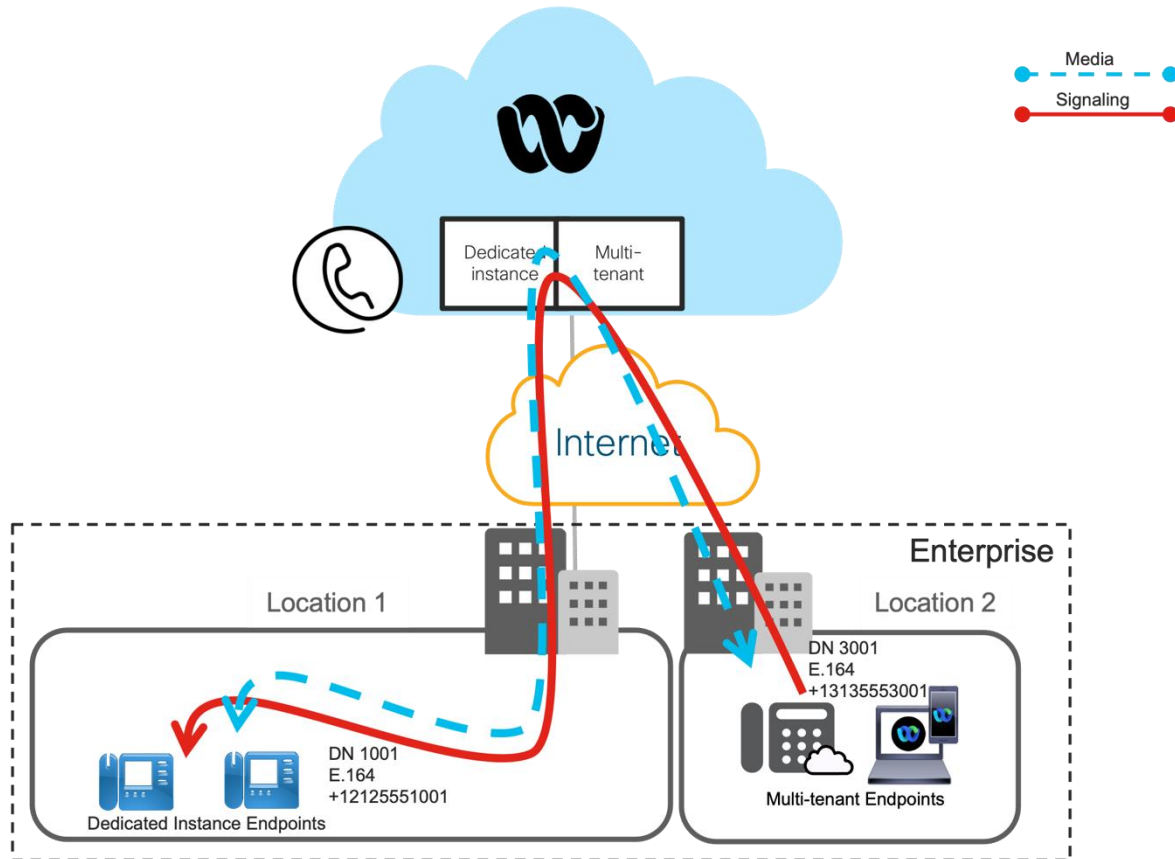 Media
Signaling
Dedicated
instance
Multi-
tenant
Internet
Enterprise
Location 1
Location 2
DN 3001
E.164
+13135553001
DN 1001
E.164
+12125551001
Dedicated Instance Endpoints
Multi-tenant Endpoints